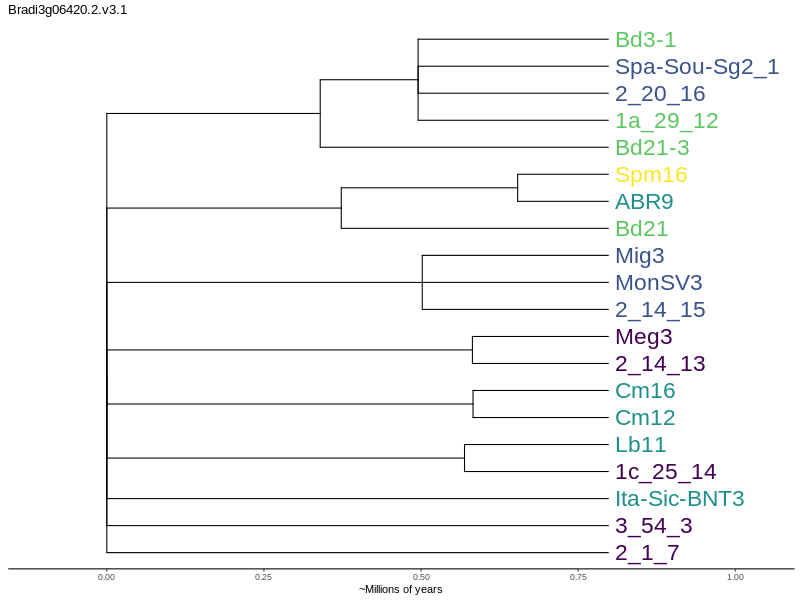 Bradi3g06420.2.v3.1
Bd3-1
Spa-Sou-Sg2_1
2_20_16
1a_29_12
Bd21-3
Spm16
ABR9
Bd21
Mig3
MonSV3
2_14_15
Meg3
2_14_13
Cm16
Cm12
Lb11
1c_25_14
Ita-Sic-BNT3
3_54_3
2_1_7
0.00 0.25 0.50 0.75 1.00
~Millions of years